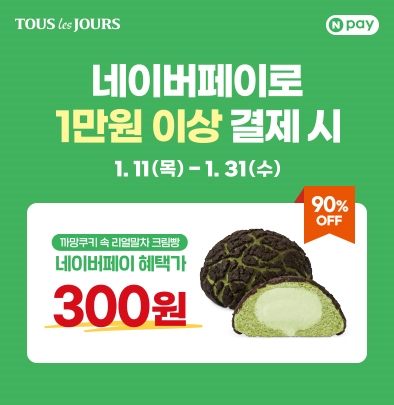 TOUS les JOURS
N pay
네이버페이로
1만원 이상 결제 시
1. 11(목) – 1. 31(수)
90%
OFF
까망쿠키 속 리얼말차 크림빵
네이버페이 혜택가
300원